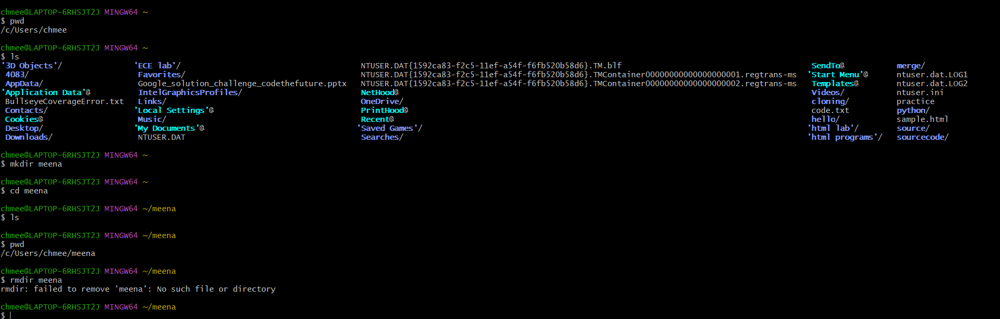 chmee@LAPTOP-6RHSJT2J MINGW64 ~
$ pwd
/c/Users/chmee
chmee@LAPTOP-6RHSJT2J MINGW64 ~
$ ls
'3D Objects'/ 'ECE lab'/ NTUSER.DAT{1592ca83-f2c5-11ef-a54f-f6fb520b58d6}.TM.blf SendTo@ merge/
4083/ Favorites/ NTUSER.DAT{1592ca83-f2c5-11ef-a54f-f6fb520b58d6}.TMContainer00000000000000000001.regtrans-ms 'Start Menu'@ ntuser.dat.LOG1
AppData/ Google_solution_challenge_codethefuture.pptx NTUSER.DAT{1592ca83-f2c5-11ef-a54f-f6fb520b58d6}.TMContainer00000000000000000002.regtrans-ms Templates@ ntuser.dat.LOG2
'Application Data'@ IntelGraphicsProfiles/ NetHood@ Videos/ ntuser.ini
BullseyeCoverageError.txt Links/ OneDrive/ cloning/ practice
Contacts/ 'Local Settings'@ PrintHood@ code.txt python/
Cookies@ Music/ Recent@ hello/ sample.html
Desktop/ 'My Documents'@ 'Saved Games'/ 'html lab'/ source/
Downloads/ NTUSER.DAT Searches/ 'html programs'/ sourcecode/
chmee@LAPTOP-6RHSJT2J MINGW64 ~
$ mkdir meena
chmee@LAPTOP-6RHSJT2J MINGW64 ~
$ cd meena
chmee@LAPTOP-6RHSJT2J MINGW64 ~/meena
$ ls
chmee@LAPTOP-6RHSJT2J MINGW64 ~/meena
$ pwd
/c/Users/chmee/meena
chmee@LAPTOP-6RHSJT2J MINGW64 ~/meena
$ rmdir meena
rmdir: failed to remove 'meena': No such file or directory
chmee@LAPTOP-6RHSJT2J MINGW64 ~/meena
$